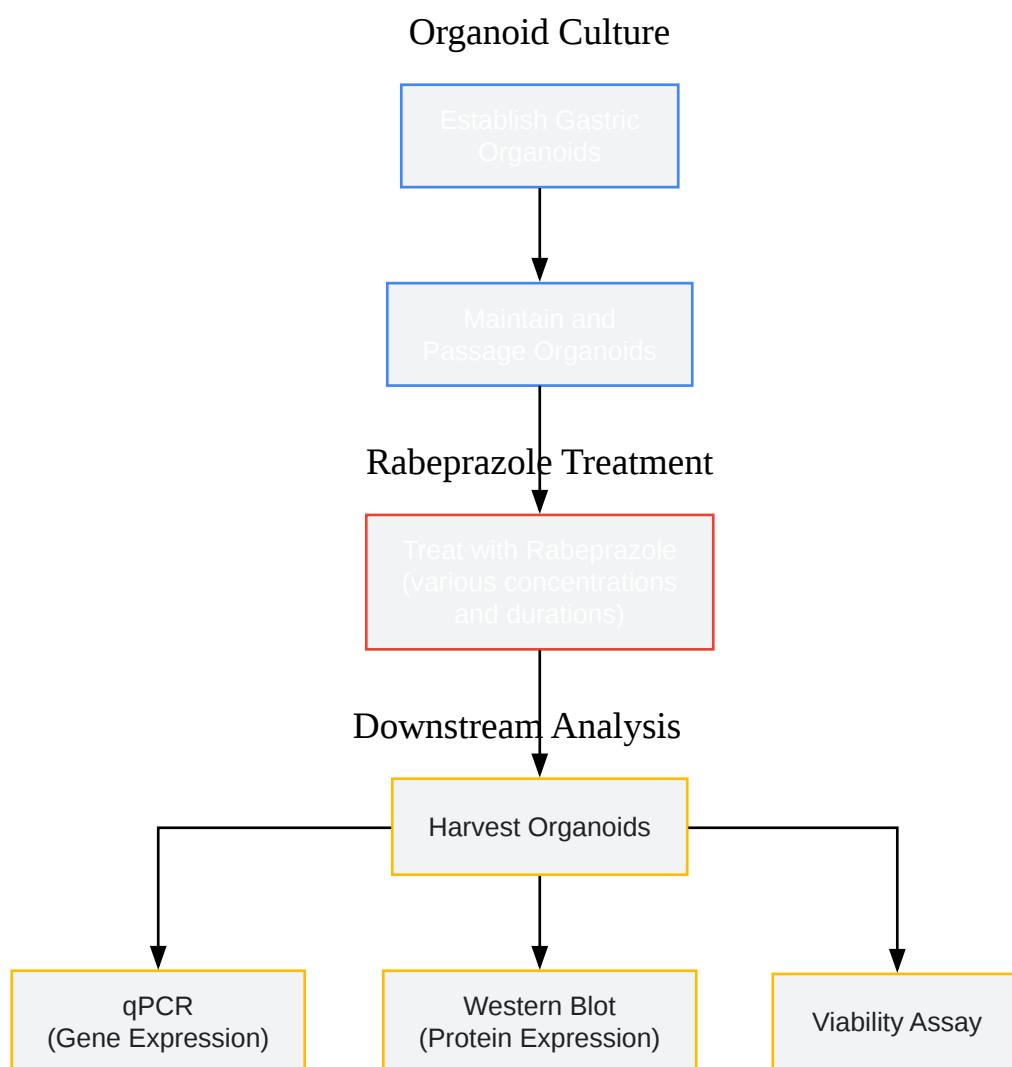 Organoid Culture
Establish Gastric
Organoids
Maintain and
Passage Organoids
Rabeprazole Treatment
Treat with Rabeprazole
(various concentrations
and durations)
Downstream Analysis
Harvest Organoids
qPCR
(Gene Expression)
Western Blot
(Protein Expression)
Viability Assay